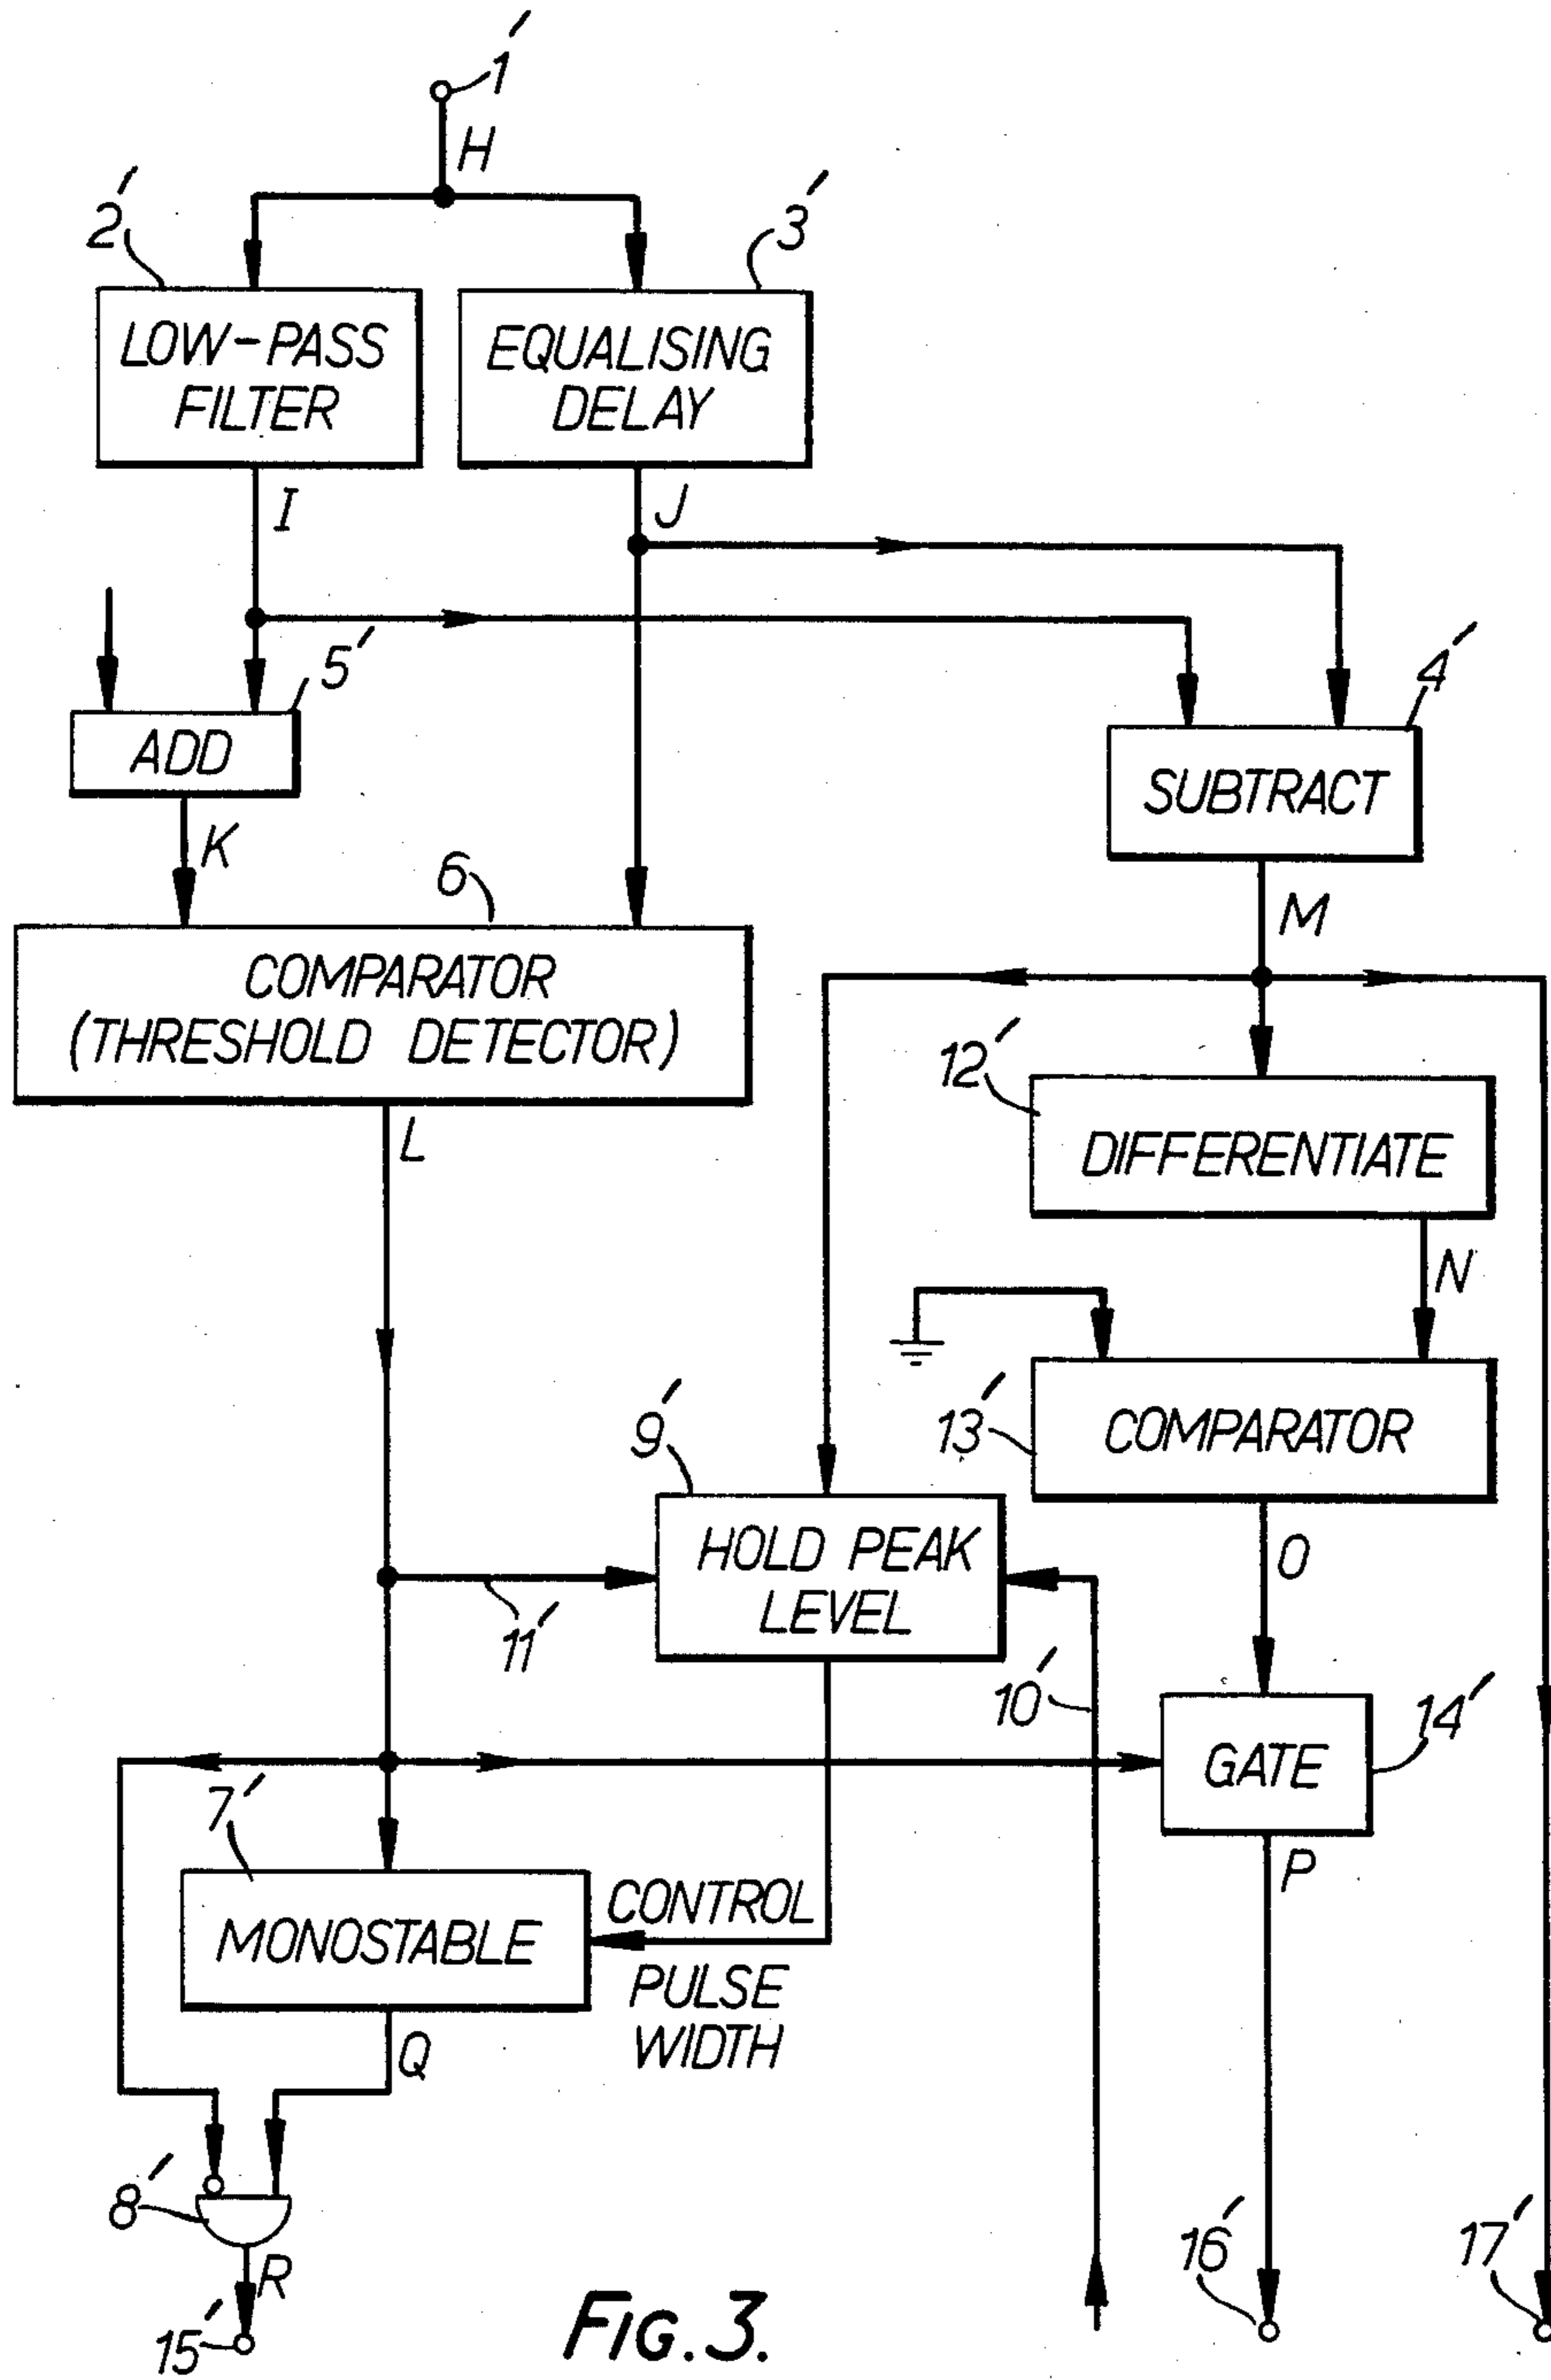 1′
H
2′
3′
LOW-PASS
FILTER
EQUALISING
DELAY
I
J
5′
4′
ADD
SUBTRACT
K
6
M
COMPARATOR
(THRESHOLD DETECTOR)
12′
L
DIFFERENTIATE
N
9′
13′
COMPARATOR
HOLD PEAK
LEVEL
O
11′
10′
14′
GATE
7′
P
CONTROL
MONOSTABLE
PULSE
WIDTH
Q
8′
16′
17′
R
15′
FIG. 3.